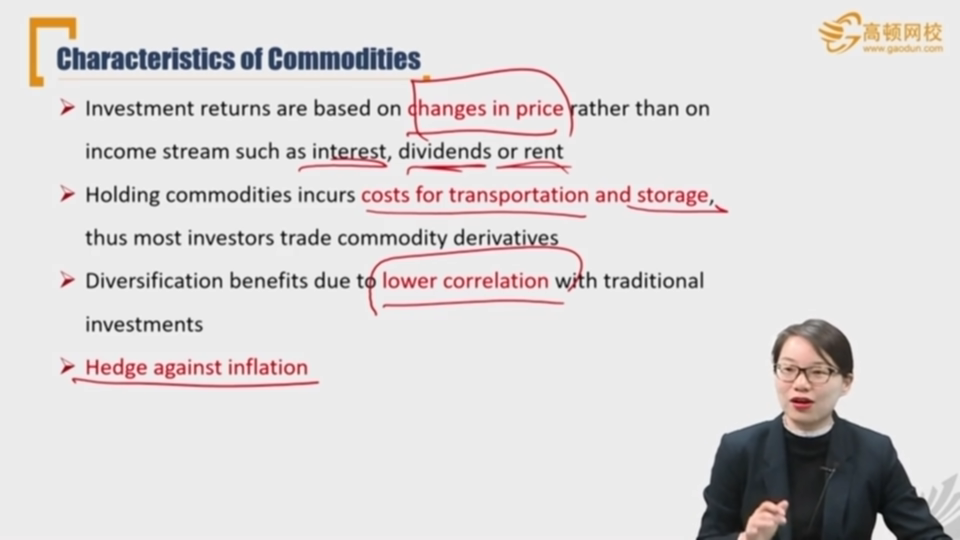 高顿网校
www.gaodun.com
Characteristics of Commodities
➢ Investment returns are based on changes in price rather than on
income stream such as interest, dividends or rent
➢ Holding commodities incurs costs for transportation and storage,
thus most investors trade commodity derivatives
➢ Diversification benefits due to lower correlation with traditional
investments
➢ Hedge against inflation